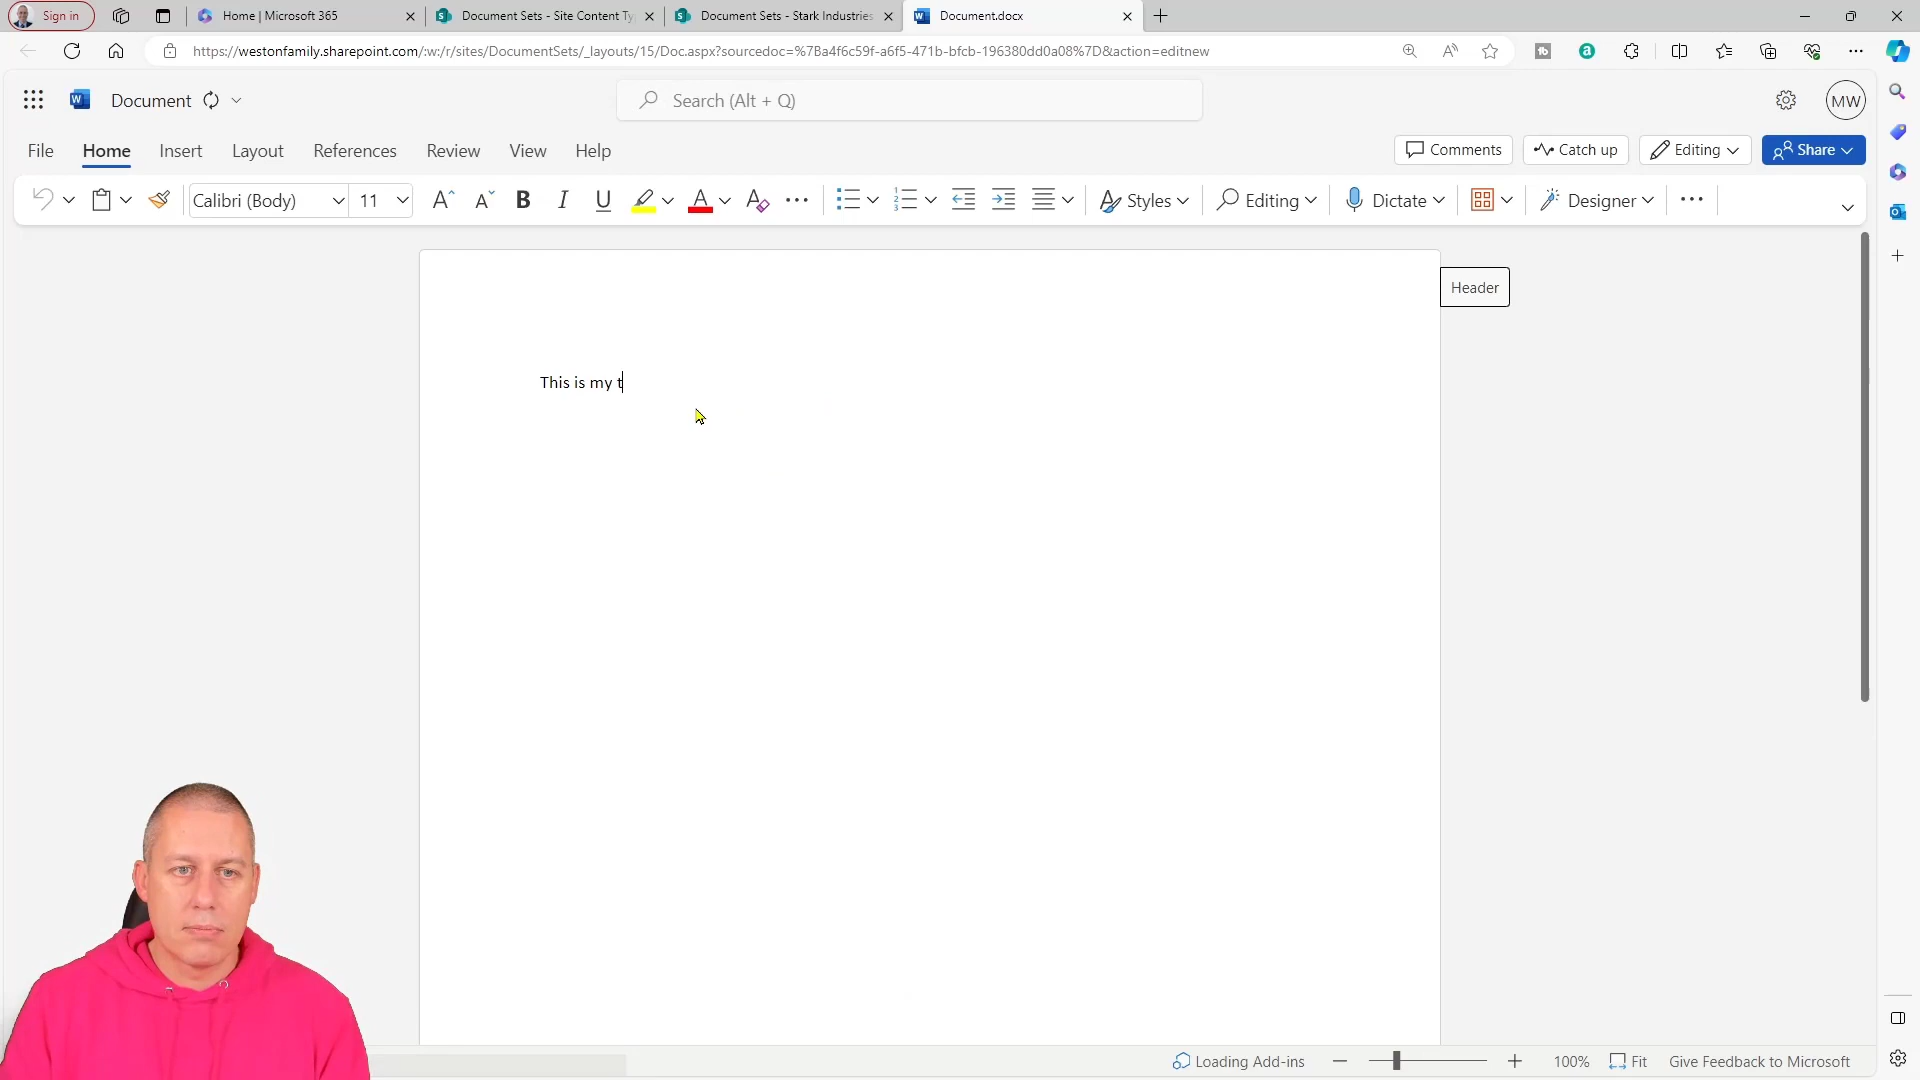 Sign in
Home | Microsoft 365
Document Sets - Site Content Ty
Document Sets - Stark Industries
Document.docx
https://westonfamily.sharepoint.com/:w:/r/sites/DocumentSets/_layouts/15/Doc.aspx?sourcedoc=%7Ba4f6c59f-a6f5-471b-bfcb-196380dd0a08%7D&action=editnew
Document
Search (Alt + Q)
MW
File Home Insert Layout References Review View Help
Comments Catch up Editing Share
Calibri (Body) 11 Styles Editing Dictate Designer
Header
This is my t
Loading Add-ins 100% Fit Give Feedback to Microsoft